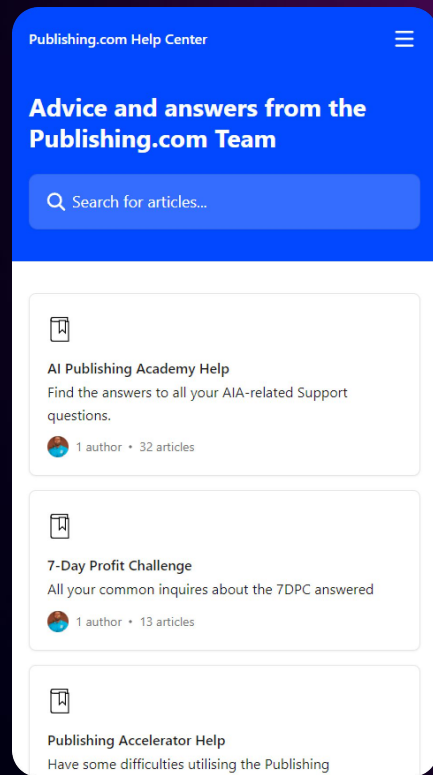 Publishing.com Help Center
Advice and answers from the
Publishing.com Team
Search for articles...
AI Publishing Academy Help
Find the answers to all your AIA-related Support
questions.
1 author • 32 articles
7-Day Profit Challenge
All your common inquires about the 7DPC answered
1 author • 13 articles
Publishing Accelerator Help
Have some difficulties utilising the Publishing